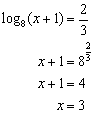 log₈(x + 1) = 2/3
x + 1 = 8^(2/3)
x + 1 = 4
x = 3